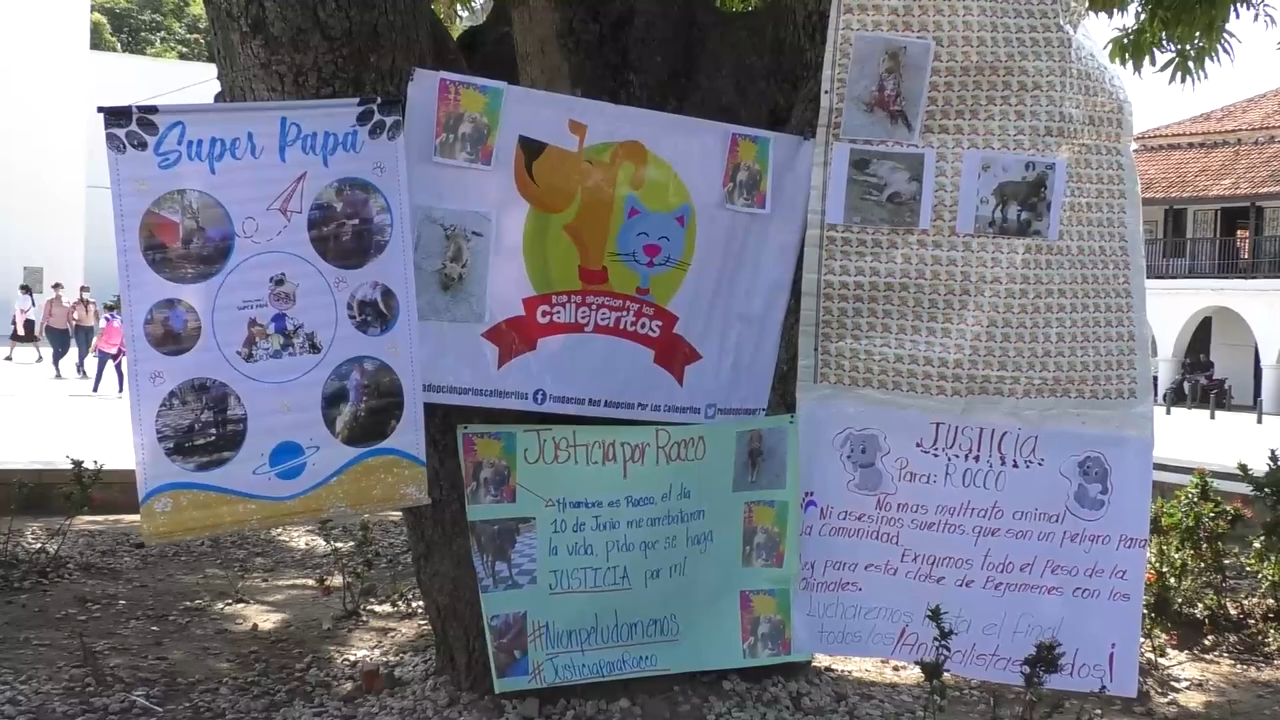 Super Papá
SUPER PAPÁ
RED DE ADOPCIÓN POR LOS
callejeritos
adopciónporloscallejeritos
Fundacion Red Adopcion Por Los Callejeritos
Justicia por Rocco
Mi nombre es Rocco, el día
10 de Junio me arrebataron
la vida, pido que se haga
JUSTICIA por mí
#Niunpeludomenos
#JusticiaparaRocco
JUSTICIA
Para: ROCCO
No mas maltrato animal
Ni asesinos sueltos que son un peligro Para
la Comunidad.
Exigimos todo el Peso de la
Ley para esta clase de Bejamenes con los
Animales.
Lucharemos hasta el final
todos los ¡Animalistas